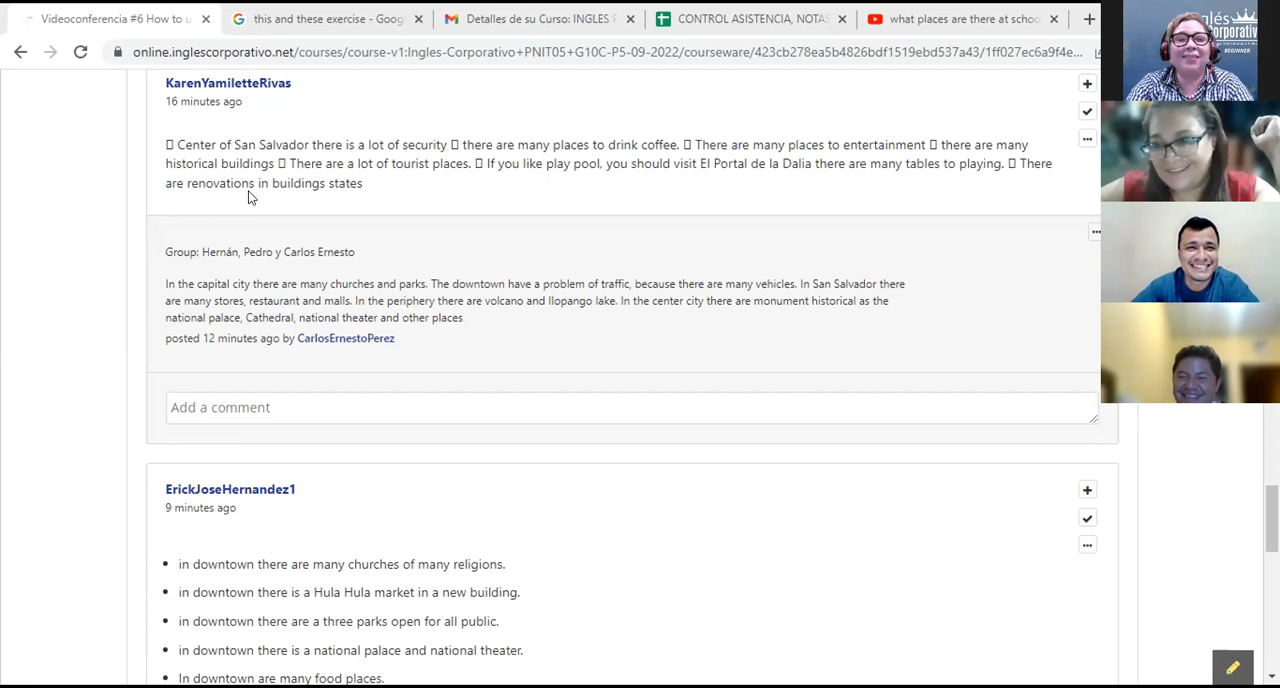 Videoconferencia #6 How to u
this and these exercise - Goog
Detalles de su Curso: INGLES P
CONTROL ASISTENCIA, NOTAS
what places are there at schoo
online.inglescorporativo.net/courses/course-v1:Ingles-Corporativo+PNIT05+G10C-P5-09-2022/courseware/423cb278ea5b4826bdf1519ebd537a43/1ff027ec6a9f4e...
KarenYamiletteRivas
16 minutes ago
Center of San Salvador there is a lot of security there are many places to drink coffee. There are many places to entertainment there are many
historical buildings There are a lot of tourist places. If you like play pool, you should visit El Portal de la Dalia there are many tables to playing. There
are renovations in buildings states
Group: Hernán, Pedro y Carlos Ernesto
In the capital city there are many churches and parks. The downtown have a problem of traffic, because there are many vehicles. In San Salvador there
are many stores, restaurant and malls. In the periphery there are volcano and Ilopango lake. In the center city there are monument historical as the
national palace, Cathedral, national theater and other places
posted 12 minutes ago by CarlosErnestoPerez
Add a comment
ErickJoseHernandez1
9 minutes ago
• in downtown there are many churches of many religions.
• in downtown there is a Hula Hula market in a new building.
• in downtown there are a three parks open for all public.
• in downtown there is a national palace and national theater.
• In downtown are many food places.
BEGINNER